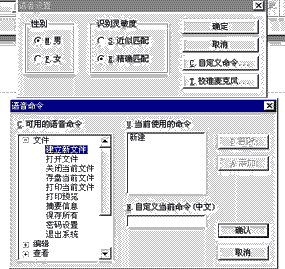 语音设置
性别
M.男
F.女
识别灵敏度
S.近似匹配
E.精确匹配
确定
取消
C.自定义命令...
T.校准麦克风...
语音命令
C.可用的语音命令
文件
建立新文件
打开文件
关闭当前文件
存盘当前文件
打印当前文件
打印预览
摘要信息
保存所有
密码设置
退出系统
编辑
查看
当前使用的命令
新建
自定义当前命令(中文)
确认
取消